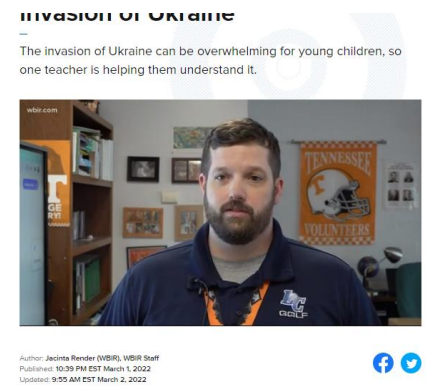 Invasion of Ukraine
The invasion of Ukraine can be overwhelming for young children, so
one teacher is helping them understand it.
wbir.com
TENNESSEE
VOLUNTEERS
LC
GOLF
Author: Jacinta Render (WBIR), WBIR Staff
Published: 10:39 PM EST March 1, 2022
Updated: 9:55 AM EST March 2, 2022